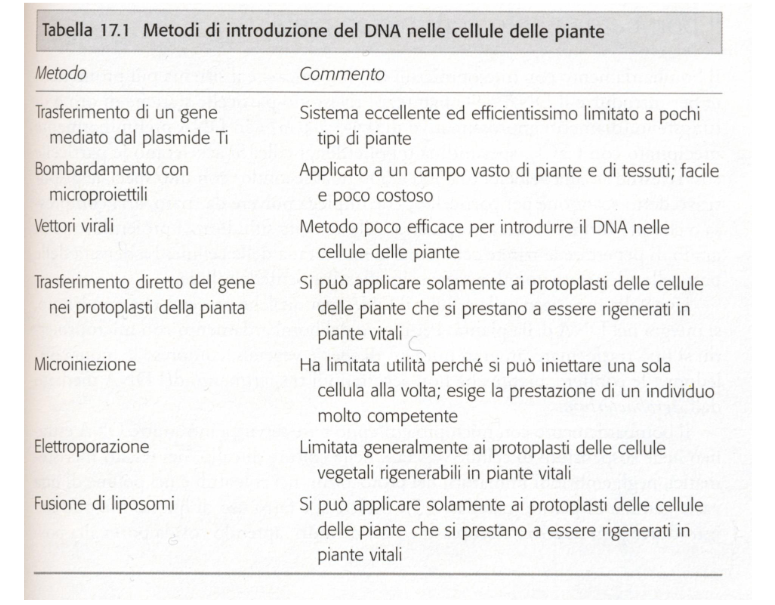 Tabella 17.1 Metodi di introduzione del DNA nelle cellule delle piante
Metodo Commento
Trasferimento di un gene Sistema eccellente ed efficientissimo limitato a pochi
mediato dal plasmide Ti tipi di piante
Bombardamento con Applicato a un campo vasto di piante e di tessuti; facile
microproiettili e poco costoso
Vettori virali Metodo poco efficace per introdurre il DNA nelle
cellule delle piante
Trasferimento diretto del gene Si può applicare solamente ai protoplasti delle cellule
nei protoplasti della pianta delle piante che si prestano a essere rigenerati in
piante vitali
Microiniezione Ha limitata utilità perché si può iniettare una sola
cellula alla volta; esige la prestazione di un individuo
molto competente
Elettroporazione Limitata generalmente ai protoplasti delle cellule
vegetali rigenerabili in piante vitali
Fusione di liposomi Si può applicare solamente ai protoplasti delle cellule
delle piante che si prestano a essere rigenerati in
piante vitali